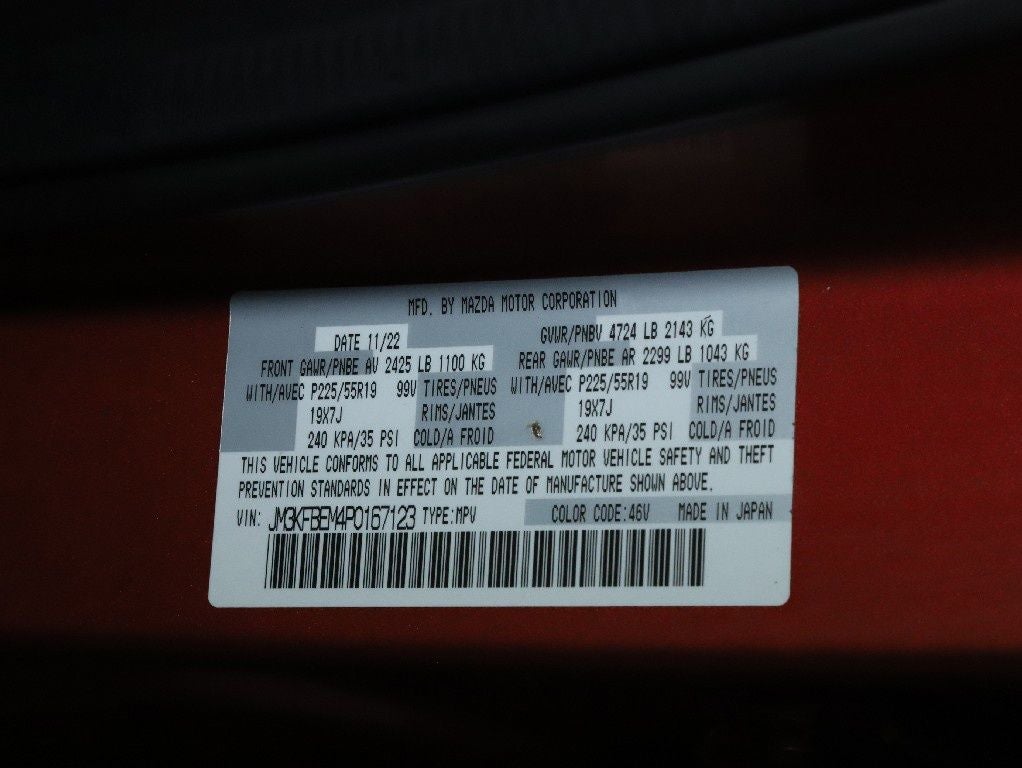 MFD. BY MAZDA MOTOR CORPORATION
DATE 11/22 GVWR/PNBV 4724 LB 2143 KG
FRONT GAWR/PNBE AV 2425 LB 1100 KG REAR GAWR/PNBE AR 2299 LB 1043 KG
WITH/AVEC P225/55R19 99V TIRES/PNEUS WITH/AVEC P225/55R19 99V TIRES/PNEUS
19X7J RIMS/JANTES 19X7J RIMS/JANTES
240 KPA/35 PSI COLD/A FROID 240 KPA/35 PSI COLD/A FROID
THIS VEHICLE CONFORMS TO ALL APPLICABLE FEDERAL MOTOR VEHICLE SAFETY AND THEFT
PREVENTION STANDARDS IN EFFECT ON THE DATE OF MANUFACTURE SHOWN ABOVE.
VIN: JM3KFBEM4P0167123 TYPE:MPV COLOR CODE:46V MADE IN JAPAN